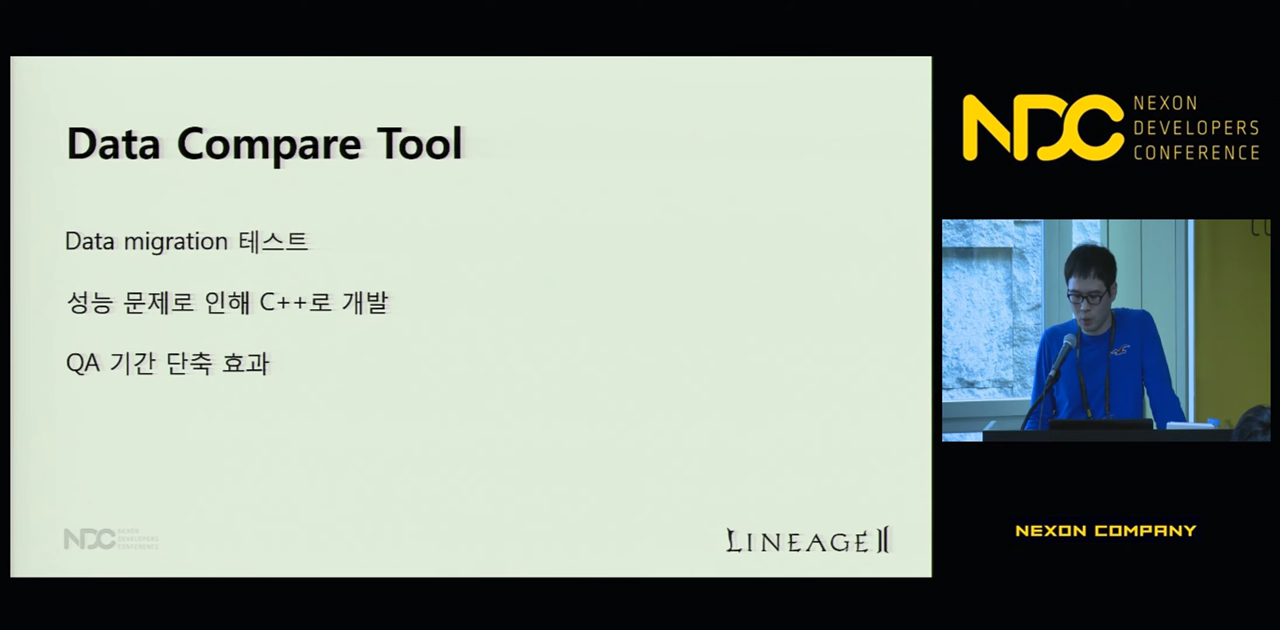 Data Compare Tool
Data migration 테스트
성능 문제로 인해 C++로 개발
QA 기간 단축 효과
NDC NEXON
DEVELOPERS
CONFERENCE
LINEAGE II
NDC NEXON
DEVELOPERS
CONFERENCE
NEXON COMPANY